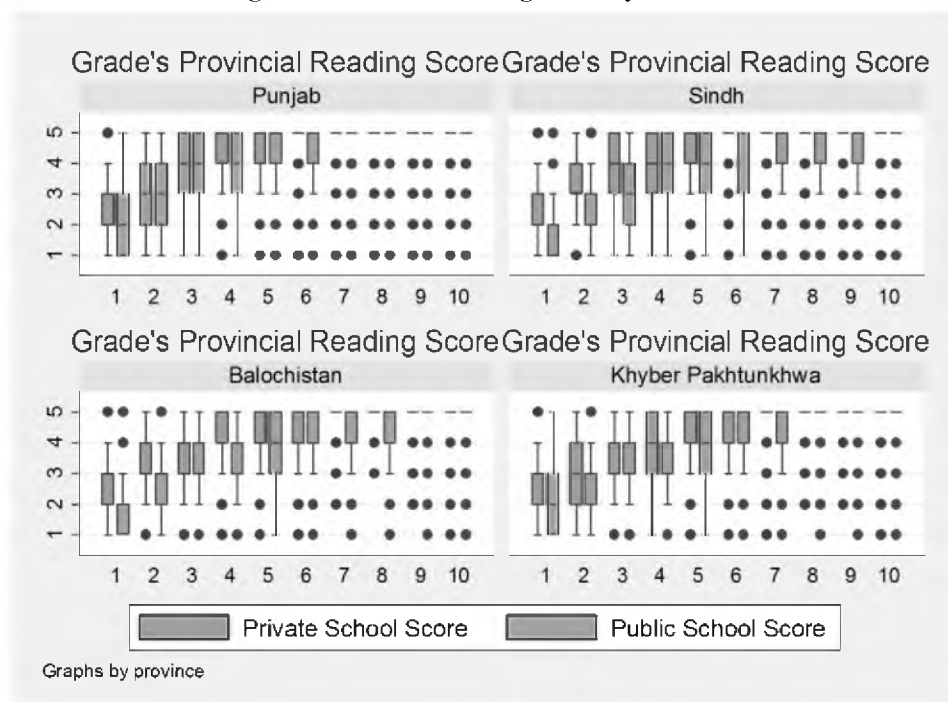 Grade's Provincial Reading Score Grade's Provincial Reading Score
Punjab Sindh
5
4
3
2
1
1 2 3 4 5 6 7 8 9 10 1 2 3 4 5 6 7 8 9 10
Grade's Provincial Reading Score Grade's Provincial Reading Score
Balochistan Khyber Pakhtunkhwa
5
4
3
2
1
1 2 3 4 5 6 7 8 9 10 1 2 3 4 5 6 7 8 9 10
Private School Score Public School Score
Graphs by province